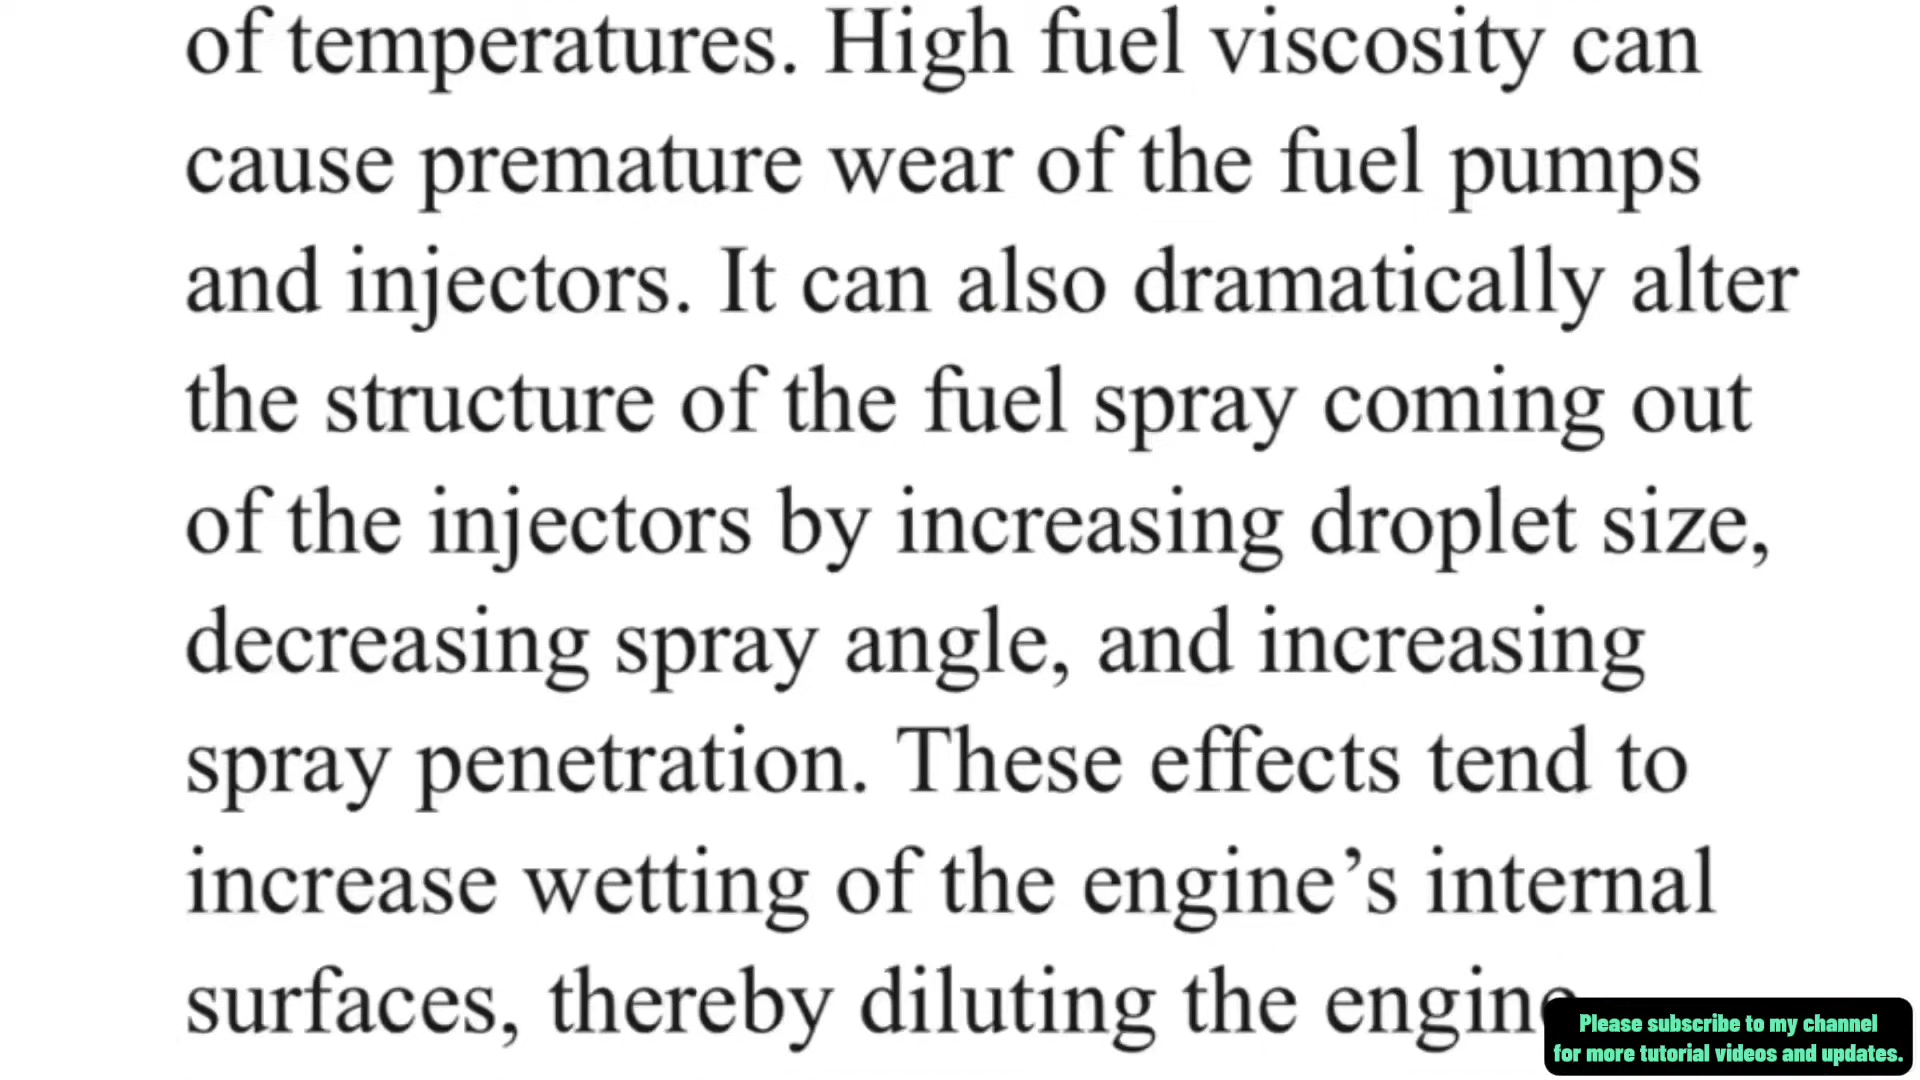 of temperatures. High fuel viscosity can
cause premature wear of the fuel pumps
and injectors. It can also dramatically alter
the structure of the fuel spray coming out
of the injectors by increasing droplet size,
decreasing spray angle, and increasing
spray penetration. These effects tend to
increase wetting of the engine’s internal
surfaces, thereby diluting the engine
Please subscribe to my channel
for more tutorial videos and updates.